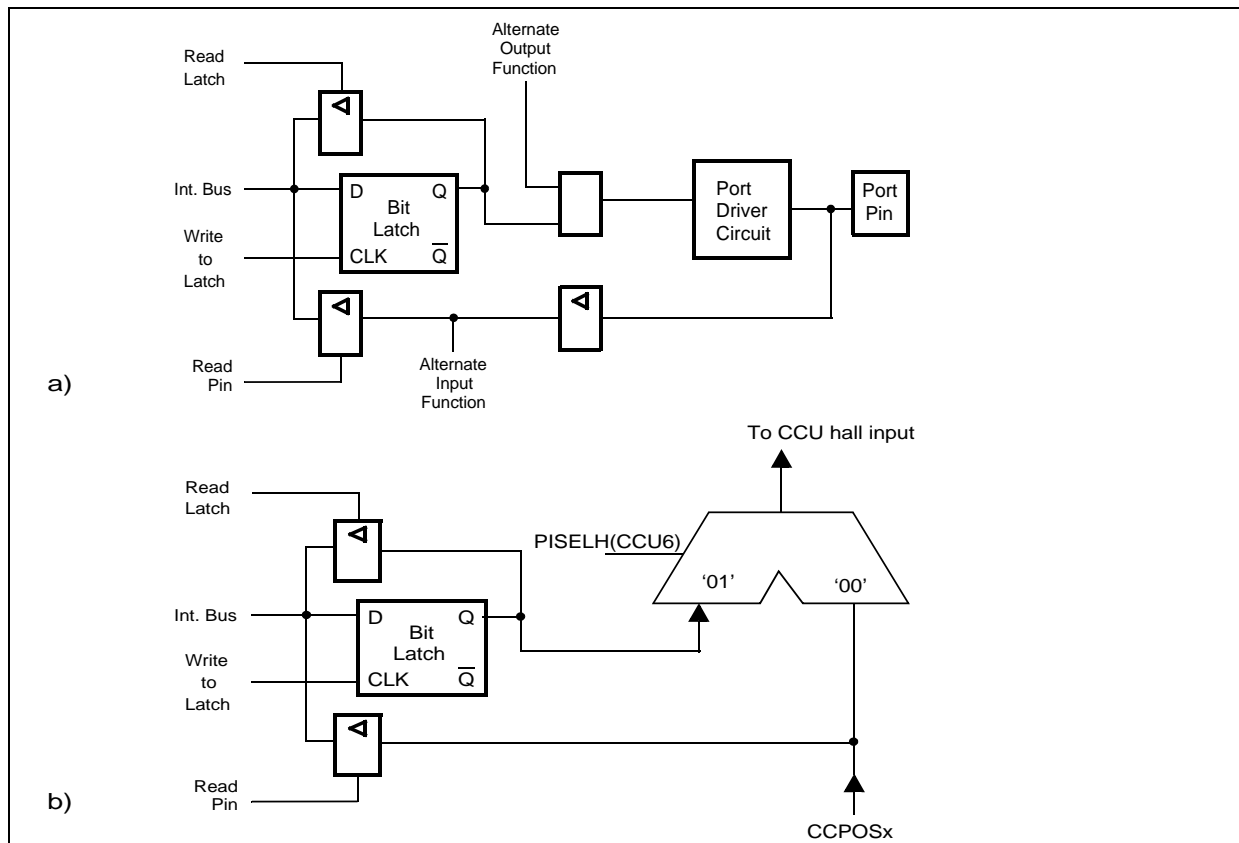 Alternate
Output
Function
Read
Latch
Int. Bus
D Q
Bit
Latch
CLK Q
Write
to
Latch
Port
Driver
Circuit
Port
Pin
Read
Pin
Alternate
Input
Function
a)
To CCU hall input
Read
Latch
PISELH(CCU6)
'01' '00'
Int. Bus
D Q
Bit
Latch
CLK Q
Write
to
Latch
Read
Pin
b)
CCPOSx